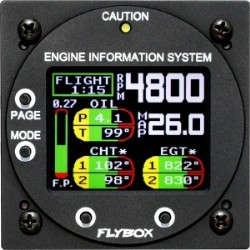 CAUTION
ENGINE INFORMATION SYSTEM
FLIGHT
1:15
RPM
4800
0.27 OIL
P 4.1
T 99°
MAP
26.0
PAGE
MODE
CHT* EGT*
1 102° 1 822°
2 98° 2 830°
F.P.
FLYBOX